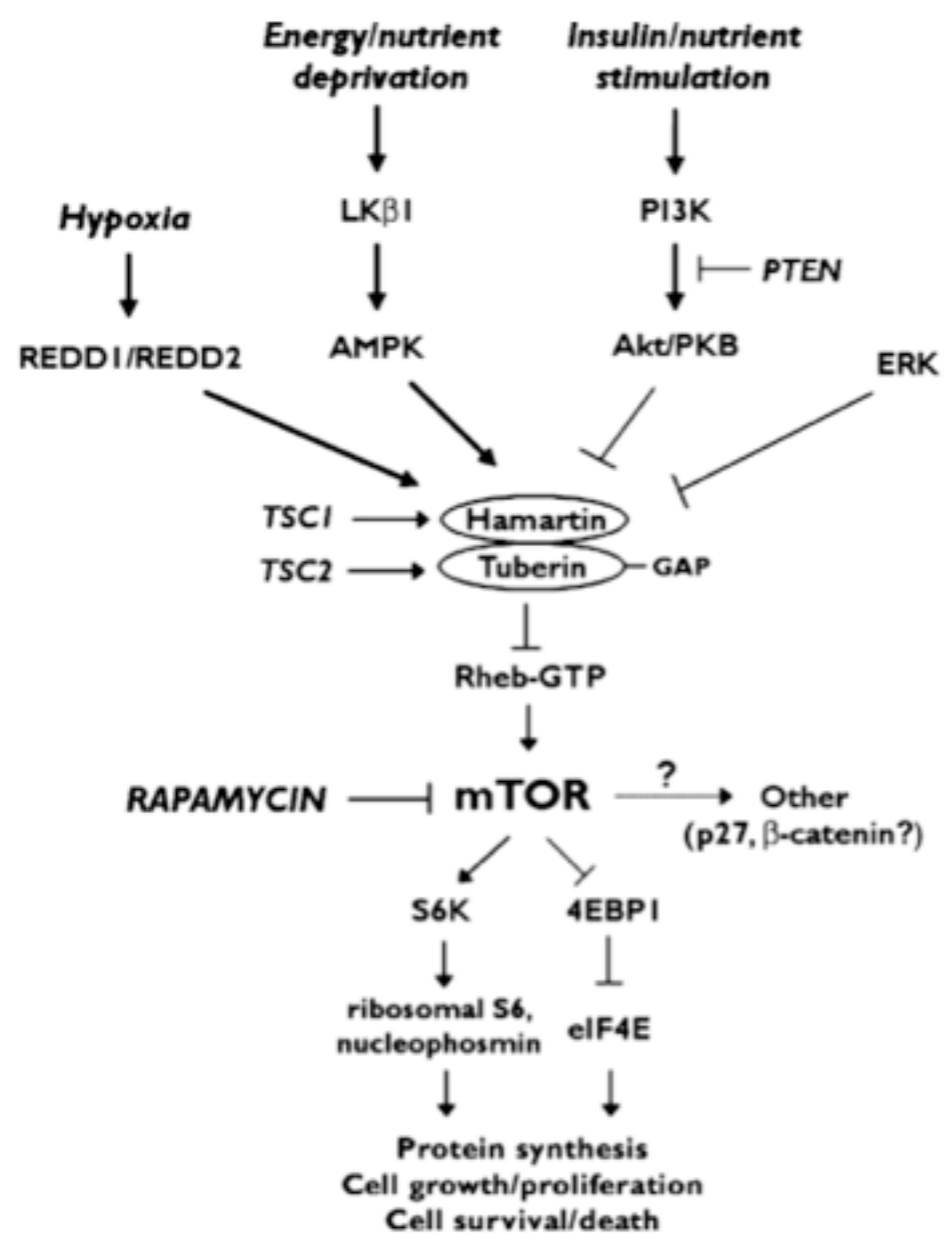 Energy/nutrient
deprivation
Insulin/nutrient
stimulation
Hypoxia
LKβ1
PI3K
PTEN
REDD1/REDD2
AMPK
Akt/PKB
ERK
TSC1
Hamartin
TSC2
Tuberin
GAP
Rheb-GTP
RAPAMYCIN
mTOR
?
Other
(p27, β-catenin?)
S6K
4EBP1
ribosomal S6,
nucleophosmin
eIF4E
Protein synthesis
Cell growth/proliferation
Cell survival/death